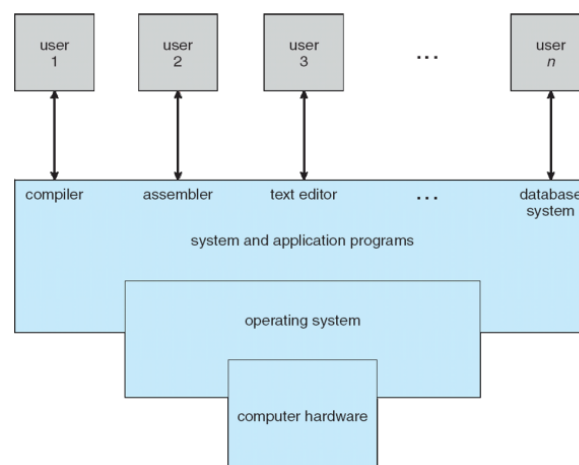 user
1
user
2
user
3
...
user
n
compiler
assembler
text editor
...
database
system
system and application programs
operating system
computer hardware